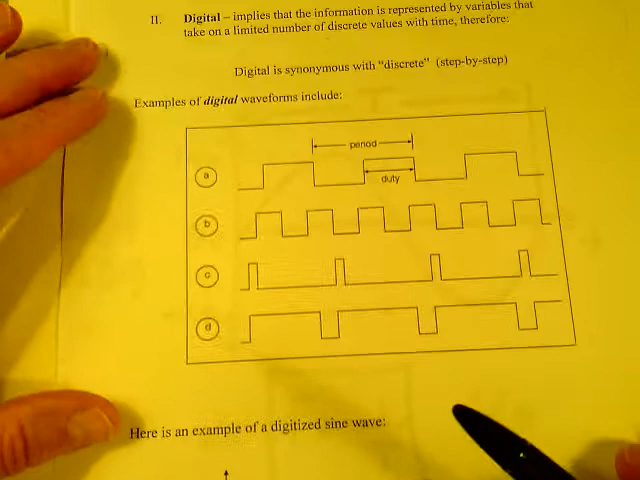 II. Digital – implies that the information is represented by variables that
take on a limited number of discrete values with time, therefore:
Digital is synonymous with "discrete" (step-by-step)
Examples of digital waveforms include:
period
a
duty
b
c
d
Here is an example of a digitized sine wave: